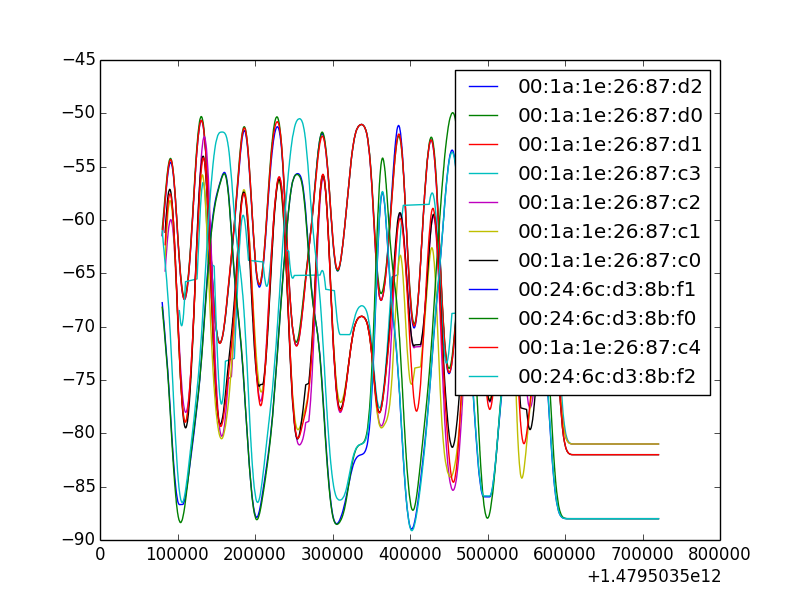 −45
−50
−55
−60
−65
−70
−75
−80
−85
−90
00:1a:1e:26:87:d2
00:1a:1e:26:87:d0
00:1a:1e:26:87:d1
00:1a:1e:26:87:c3
00:1a:1e:26:87:c2
00:1a:1e:26:87:c1
00:1a:1e:26:87:c0
00:24:6c:d3:8b:f1
00:24:6c:d3:8b:f0
00:1a:1e:26:87:c4
00:24:6c:d3:8b:f2
0 100000 200000 300000 400000 500000 600000 700000 800000
+1.4795035e12